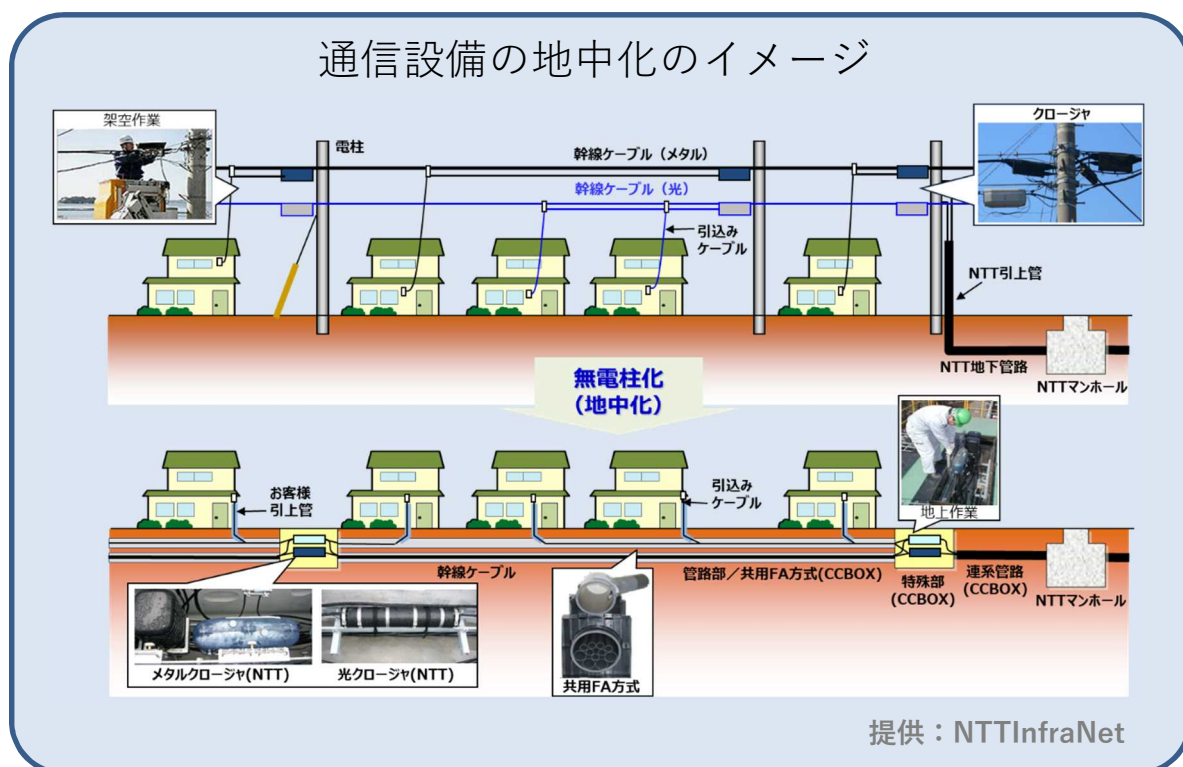 通信設備の地中化のイメージ
架空作業
電柱
幹線ケーブル（メタル）
クロージャ
幹線ケーブル（光）
引込み
ケーブル
NTT引上管
NTT地下管路
NTTマンホール
無電柱化
（地中化）
お客様
引上管
引込み
ケーブル
地上作業
幹線ケーブル
管路部／共用FA方式(CCBOX)
特殊部
(CCBOX)
連系管路
(CCBOX)
NTTマンホール
メタルクロージャ(NTT)
光クロージャ(NTT)
共用FA方式
提供：NTTInfraNet